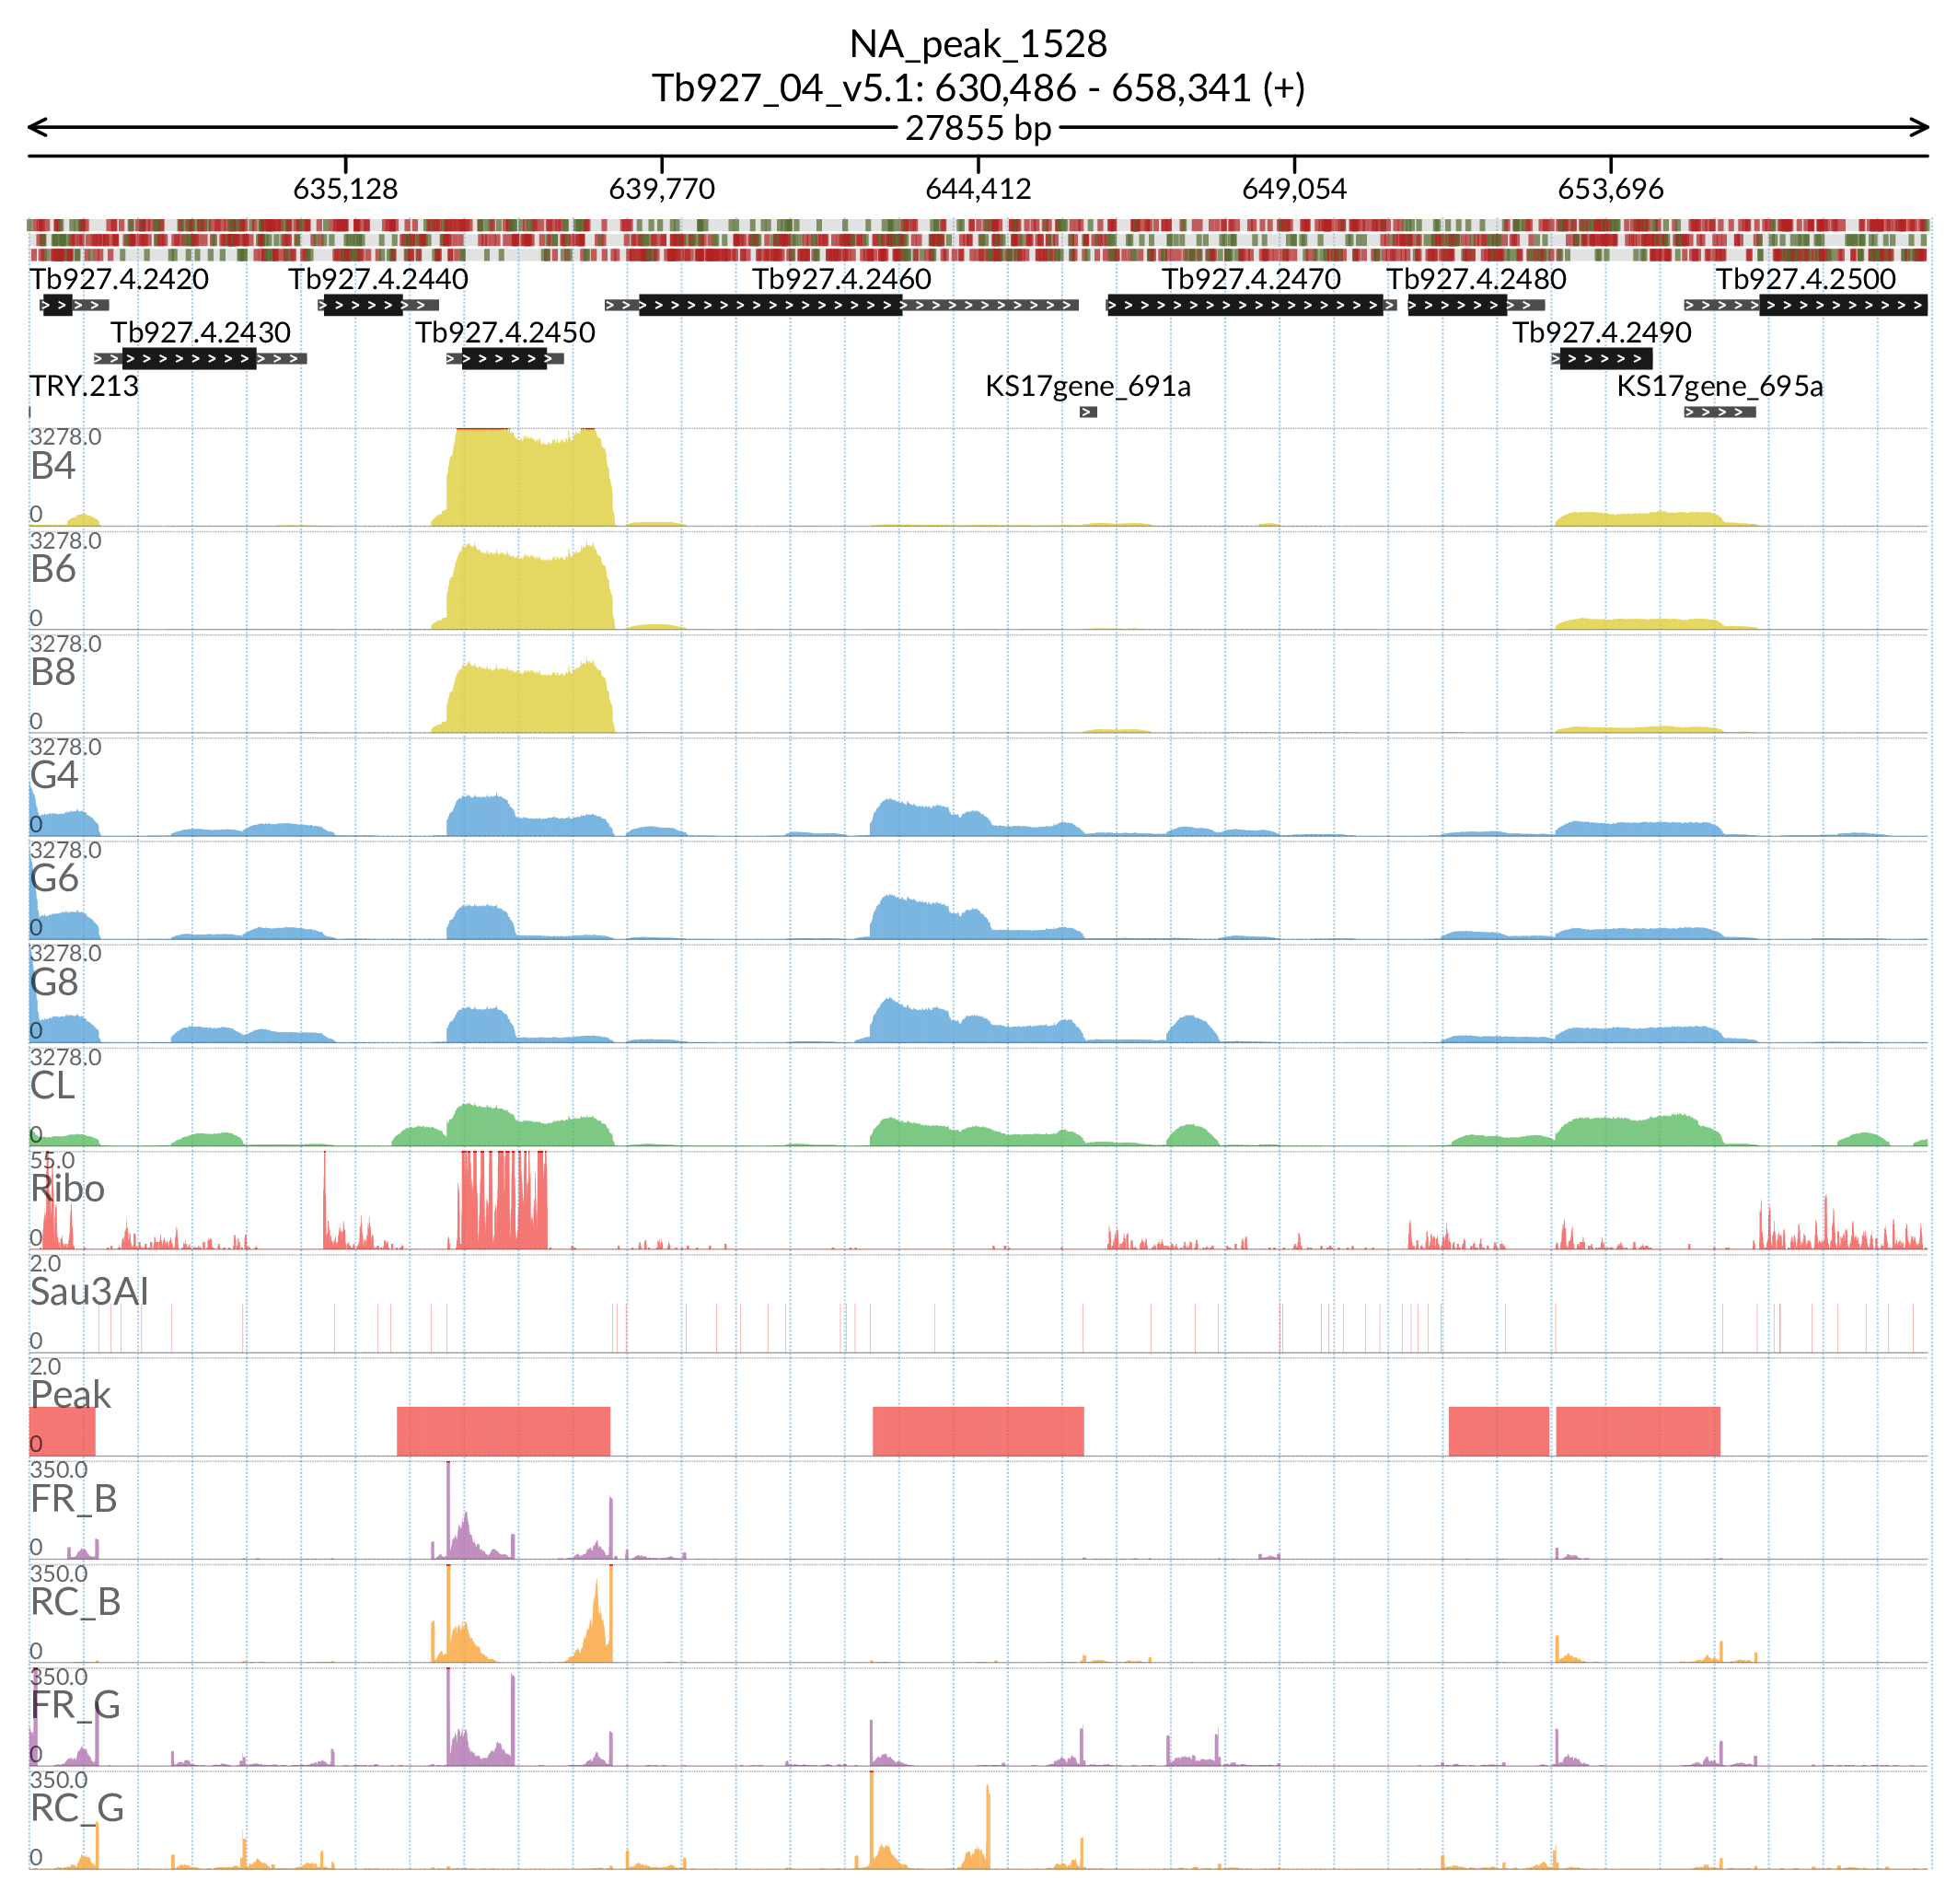 NA_peak_1528
Tb927_04_v5.1: 630,486 - 658,341 (+)
27855 bp
635,128 639,770 644,412 649,054 653,696
Tb927.4.2420 Tb927.4.2440 Tb927.4.2460 Tb927.4.2470 Tb927.4.2480 Tb927.4.2500
Tb927.4.2430 Tb927.4.2450 Tb927.4.2490
TRY.213 KS17gene_691a KS17gene_695a
3278.0
B4
0
3278.0
B6
0
3278.0
B8
0
3278.0
G4
0
3278.0
G6
0
3278.0
G8
0
3278.0
CL
0
55.0
Ribo
0
2.0
Sau3AI
0
2.0
Peak
0
350.0
FR_B
0
350.0
RC_B
0
350.0
FR_G
0
350.0
RC_G
0